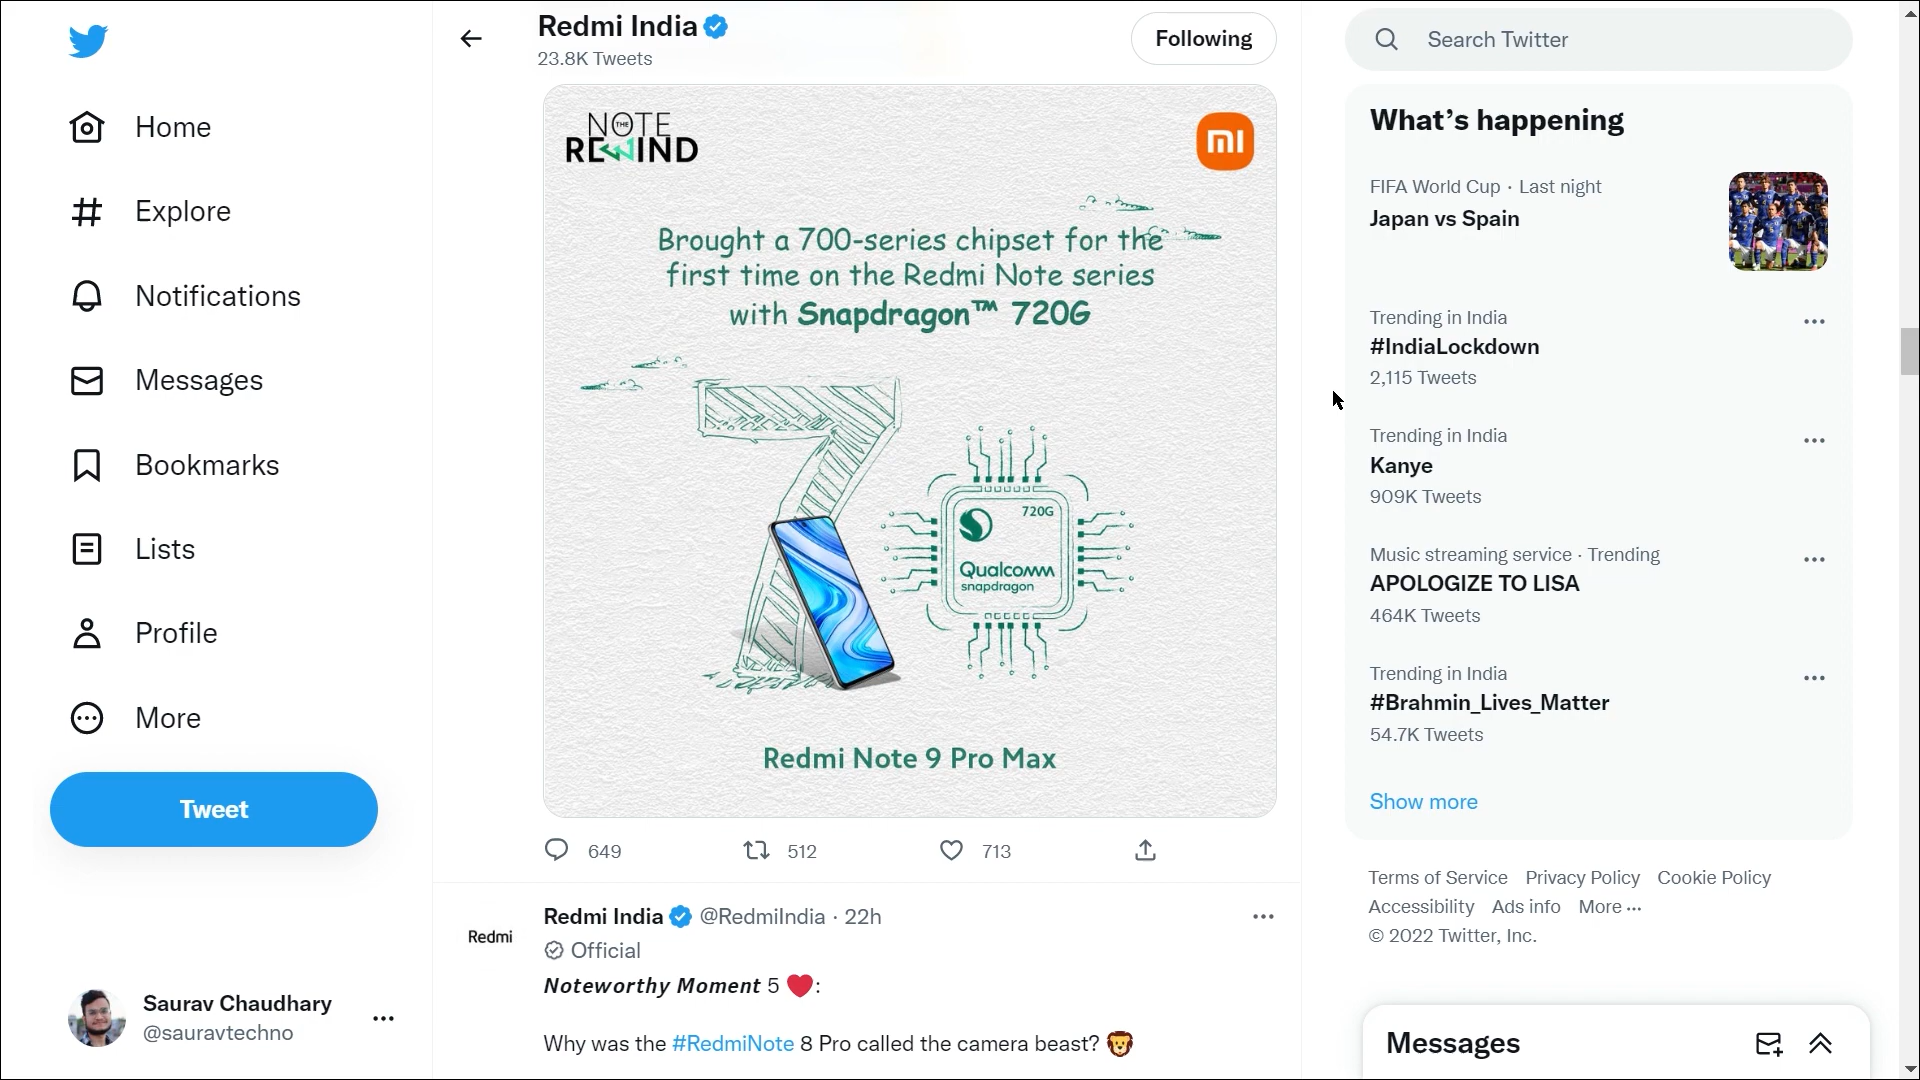 Home
Explore
Notifications
Messages
Bookmarks
Lists
Profile
More
Tweet
Saurav Chaudhary
@sauravtechno
Redmi India
23.8K Tweets
Following
THE
NOTE
REWIND
mi
Brought a 700-series chipset for the
first time on the Redmi Note series
with Snapdragon™ 720G
7
720G
Qualcomm
snapdragon
Redmi Note 9 Pro Max
649
512
713
Redmi
Redmi India @RedmiIndia · 22h
Official
Noteworthy Moment 5 ❤️:
Why was the #RedmiNote 8 Pro called the camera beast? 🦁
Search Twitter
What’s happening
FIFA World Cup · Last night
Japan vs Spain
Trending in India
#IndiaLockdown
2,115 Tweets
Trending in India
Kanye
909K Tweets
Music streaming service · Trending
APOLOGIZE TO LISA
464K Tweets
Trending in India
#Brahmin_Lives_Matter
54.7K Tweets
Show more
Terms of Service Privacy Policy Cookie Policy
Accessibility Ads info More ···
© 2022 Twitter, Inc.
Messages